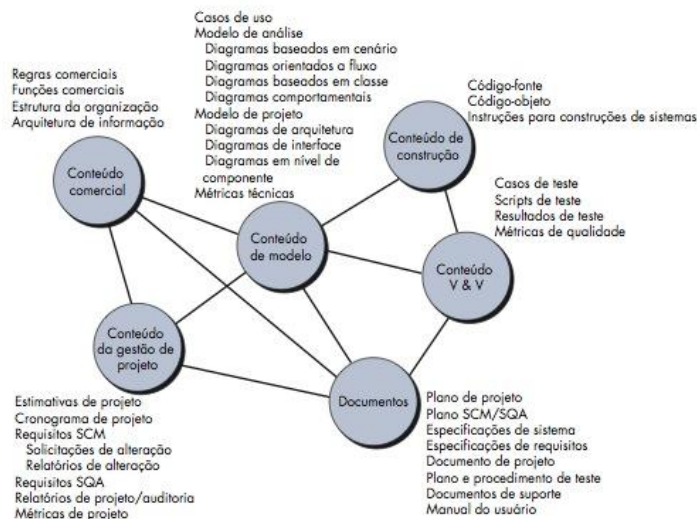 Casos de uso
Modelo de análise
Diagramas baseados em cenário
Diagramas orientados a fluxo
Diagramas baseados em classe
Diagramas comportamentais
Modelo de projeto
Diagramas de arquitetura
Diagramas de interface
Diagramas em nível de
componente
Métricas técnicas
Regras comerciais
Funções comerciais
Estrutura da organização
Arquitetura de informação
Código-fonte
Código-objeto
Instruções para construções de sistemas
Conteúdo
de construção
Conteúdo
comercial
Casos de teste
Scripts de teste
Resultados de teste
Métricas de qualidade
Conteúdo
de modelo
Conteúdo
V & V
Conteúdo
da gestão de
projeto
Documentos
Estimativas de projeto
Cronograma de projeto
Requisitos SCM
Solicitações de alteração
Relatórios de alteração
Requisitos SQA
Relatórios de projeto/auditoria
Métricas de projeto
Plano de projeto
Plano SCM/SQA
Especificações de sistema
Especificações de requisitos
Documento de projeto
Plano e procedimento de teste
Documentos de suporte
Manual do usuário